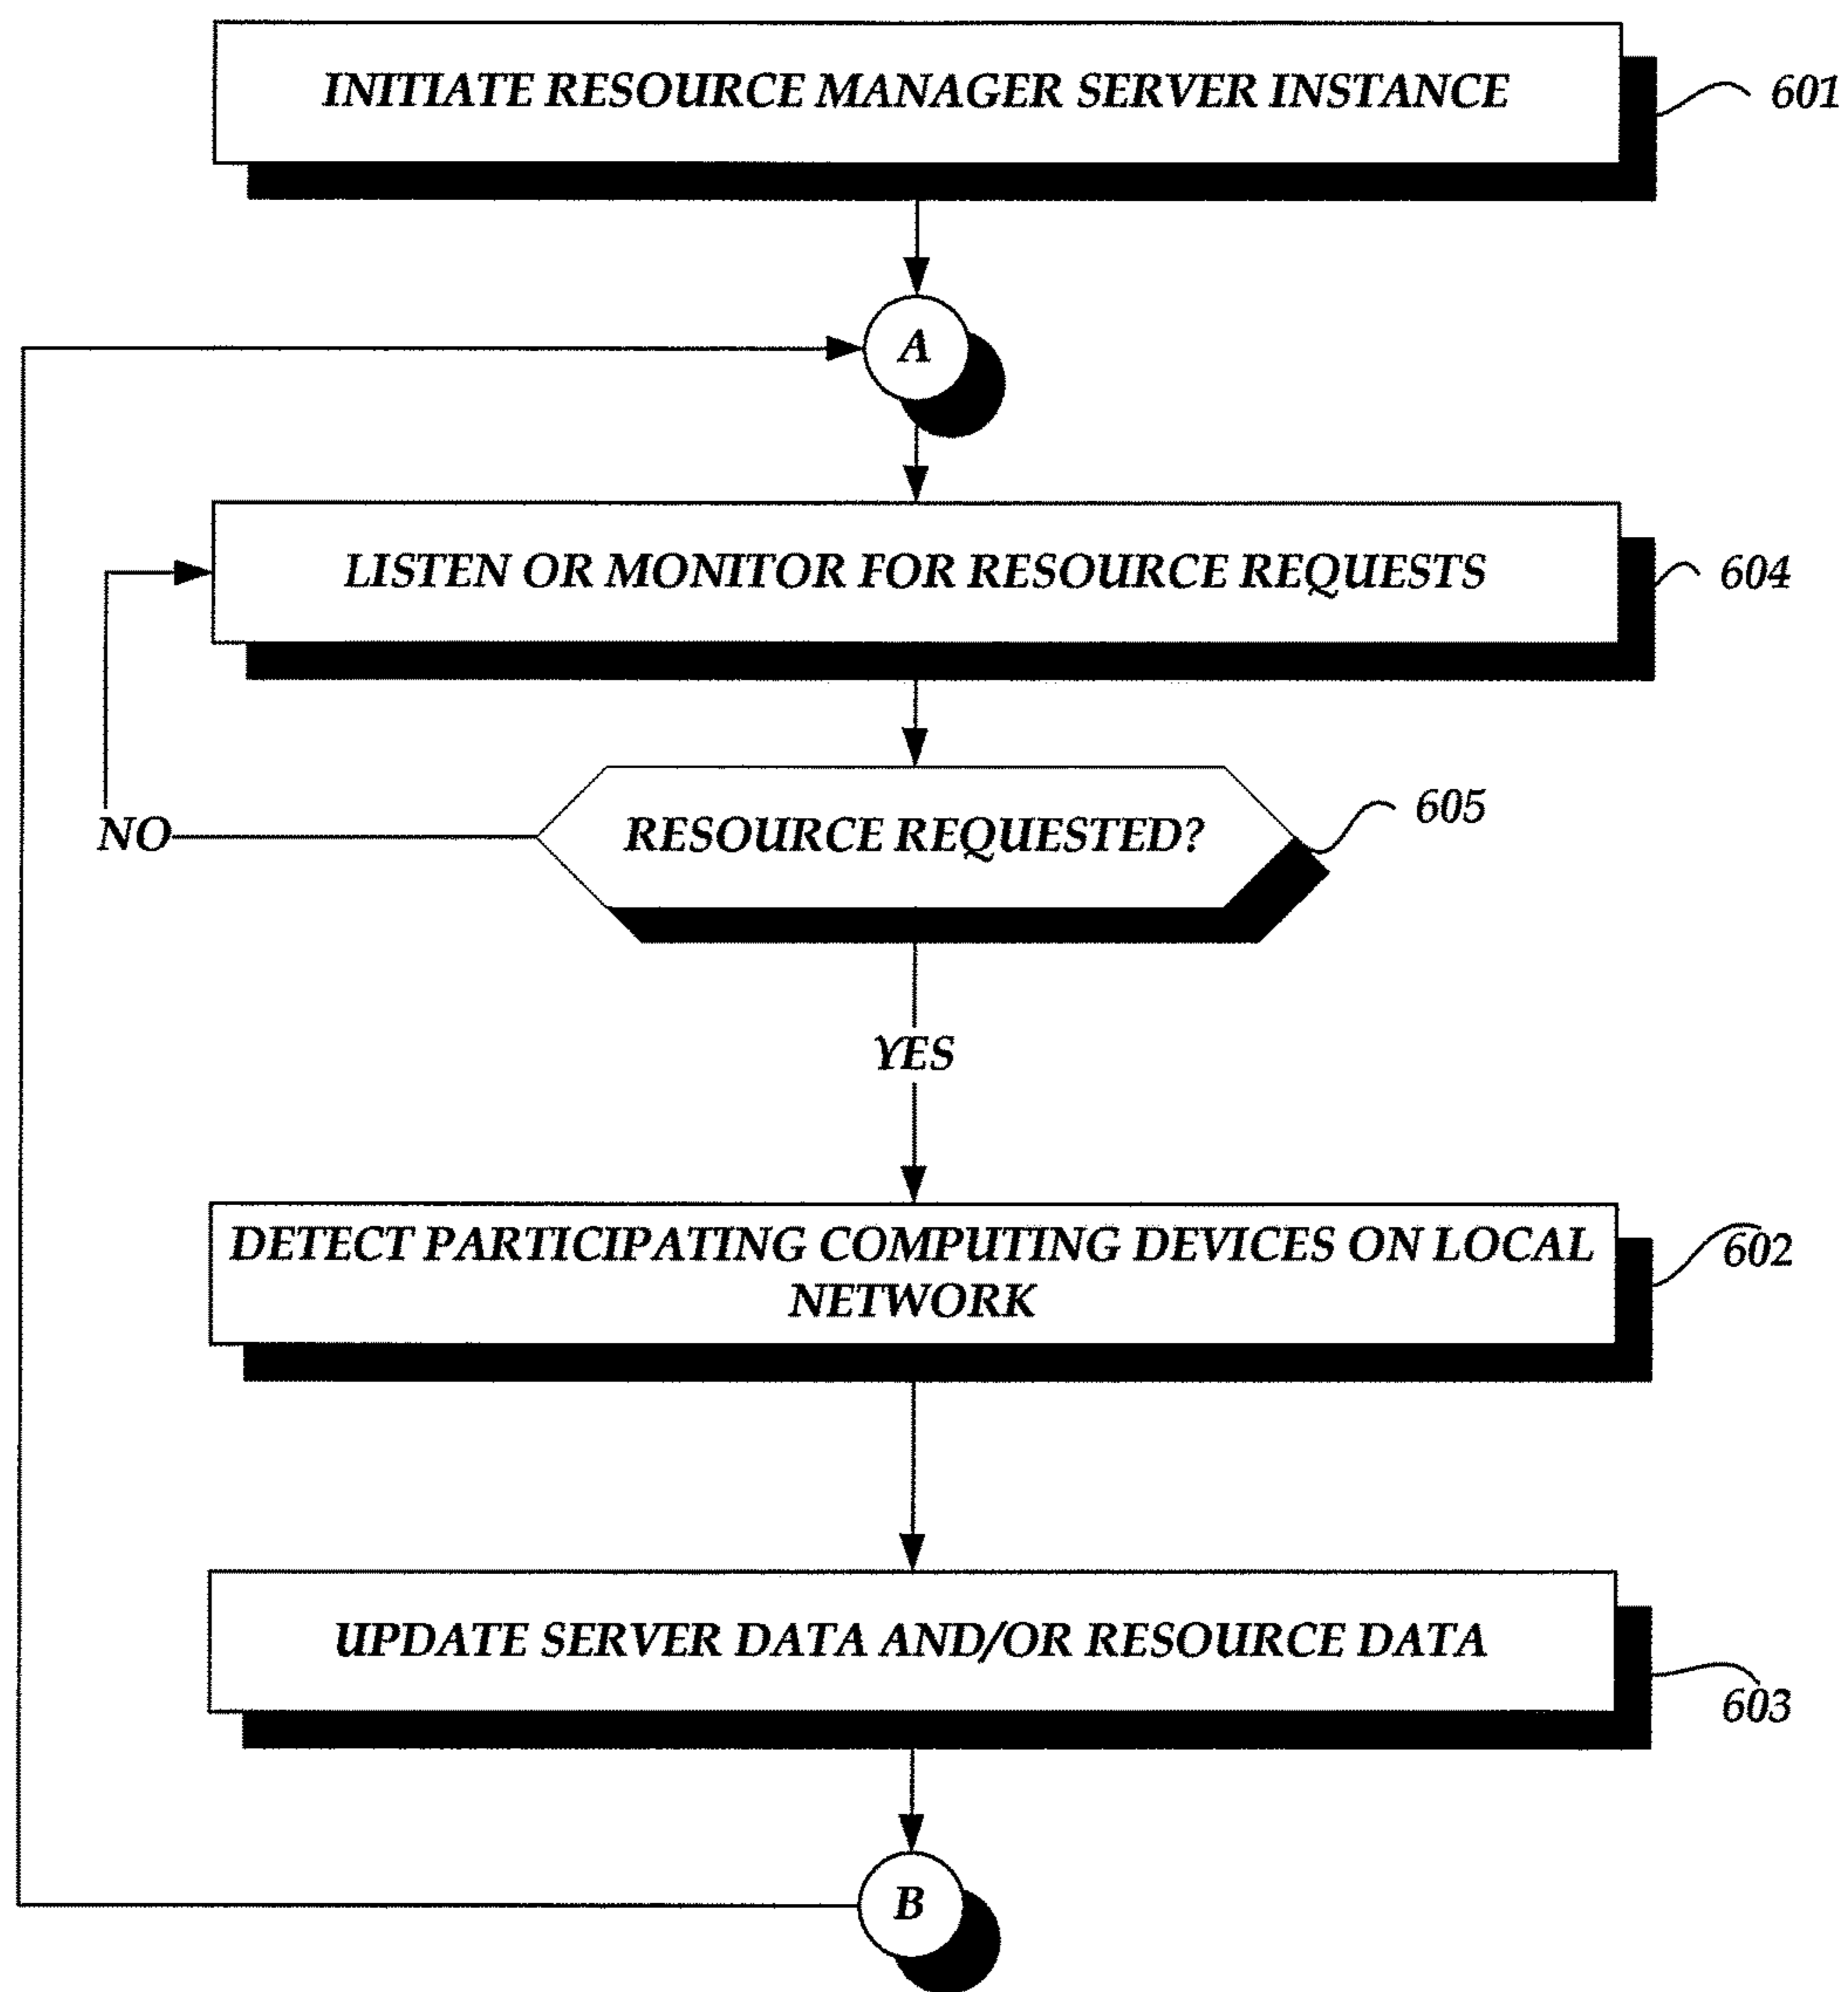 INITIATE RESOURCE MANAGER SERVER INSTANCE
601
A
LISTEN OR MONITOR FOR RESOURCE REQUESTS
604
RESOURCE REQUESTED?
605
NO
YES
DETECT PARTICIPATING COMPUTING DEVICES ON LOCAL
NETWORK
602
UPDATE SERVER DATA AND/OR RESOURCE DATA
603
B